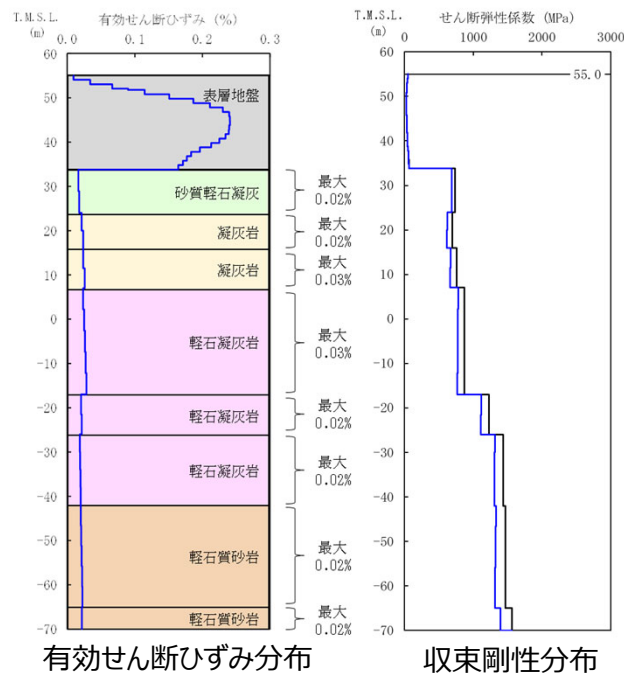 T.M.S.L. 有効せん断ひずみ (%)
(m) 0.0 0.1 0.2 0.3
60
50
40
30
20
10
0
-10
-20
-30
-40
-50
-60
-70
表層地盤
砂質軽石凝灰
最大
0.02%
凝灰岩
最大
0.02%
凝灰岩
最大
0.03%
軽石凝灰岩
最大
0.03%
軽石凝灰岩
最大
0.02%
軽石凝灰岩
最大
0.02%
軽石質砂岩
最大
0.02%
軽石質砂岩
最大
0.02%
有効せん断ひずみ分布
T.M.S.L. せん断弾性係数 (MPa)
(m) 0 1000 2000 3000
60
50
40
30
20
10
0
-10
-20
-30
-40
-50
-60
-70
55.0
収束剛性分布